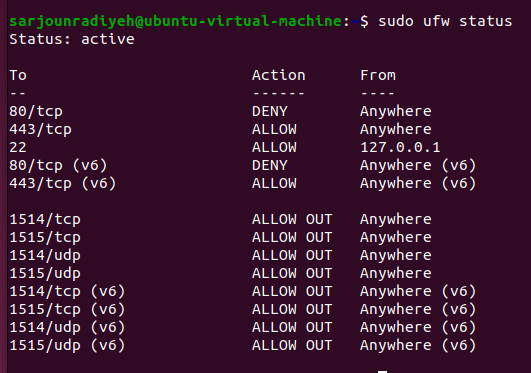 sarjounradiyeh@ubuntu-virtual-machine:~$ sudo ufw status
Status: active
To Action From
-- ------ ----
80/tcp DENY Anywhere
443/tcp ALLOW Anywhere
22 ALLOW 127.0.0.1
80/tcp (v6) DENY Anywhere (v6)
443/tcp (v6) ALLOW Anywhere (v6)
1514/tcp ALLOW OUT Anywhere
1515/tcp ALLOW OUT Anywhere
1514/udp ALLOW OUT Anywhere
1515/udp ALLOW OUT Anywhere
1514/tcp (v6) ALLOW OUT Anywhere (v6)
1515/tcp (v6) ALLOW OUT Anywhere (v6)
1514/udp (v6) ALLOW OUT Anywhere (v6)
1515/udp (v6) ALLOW OUT Anywhere (v6)